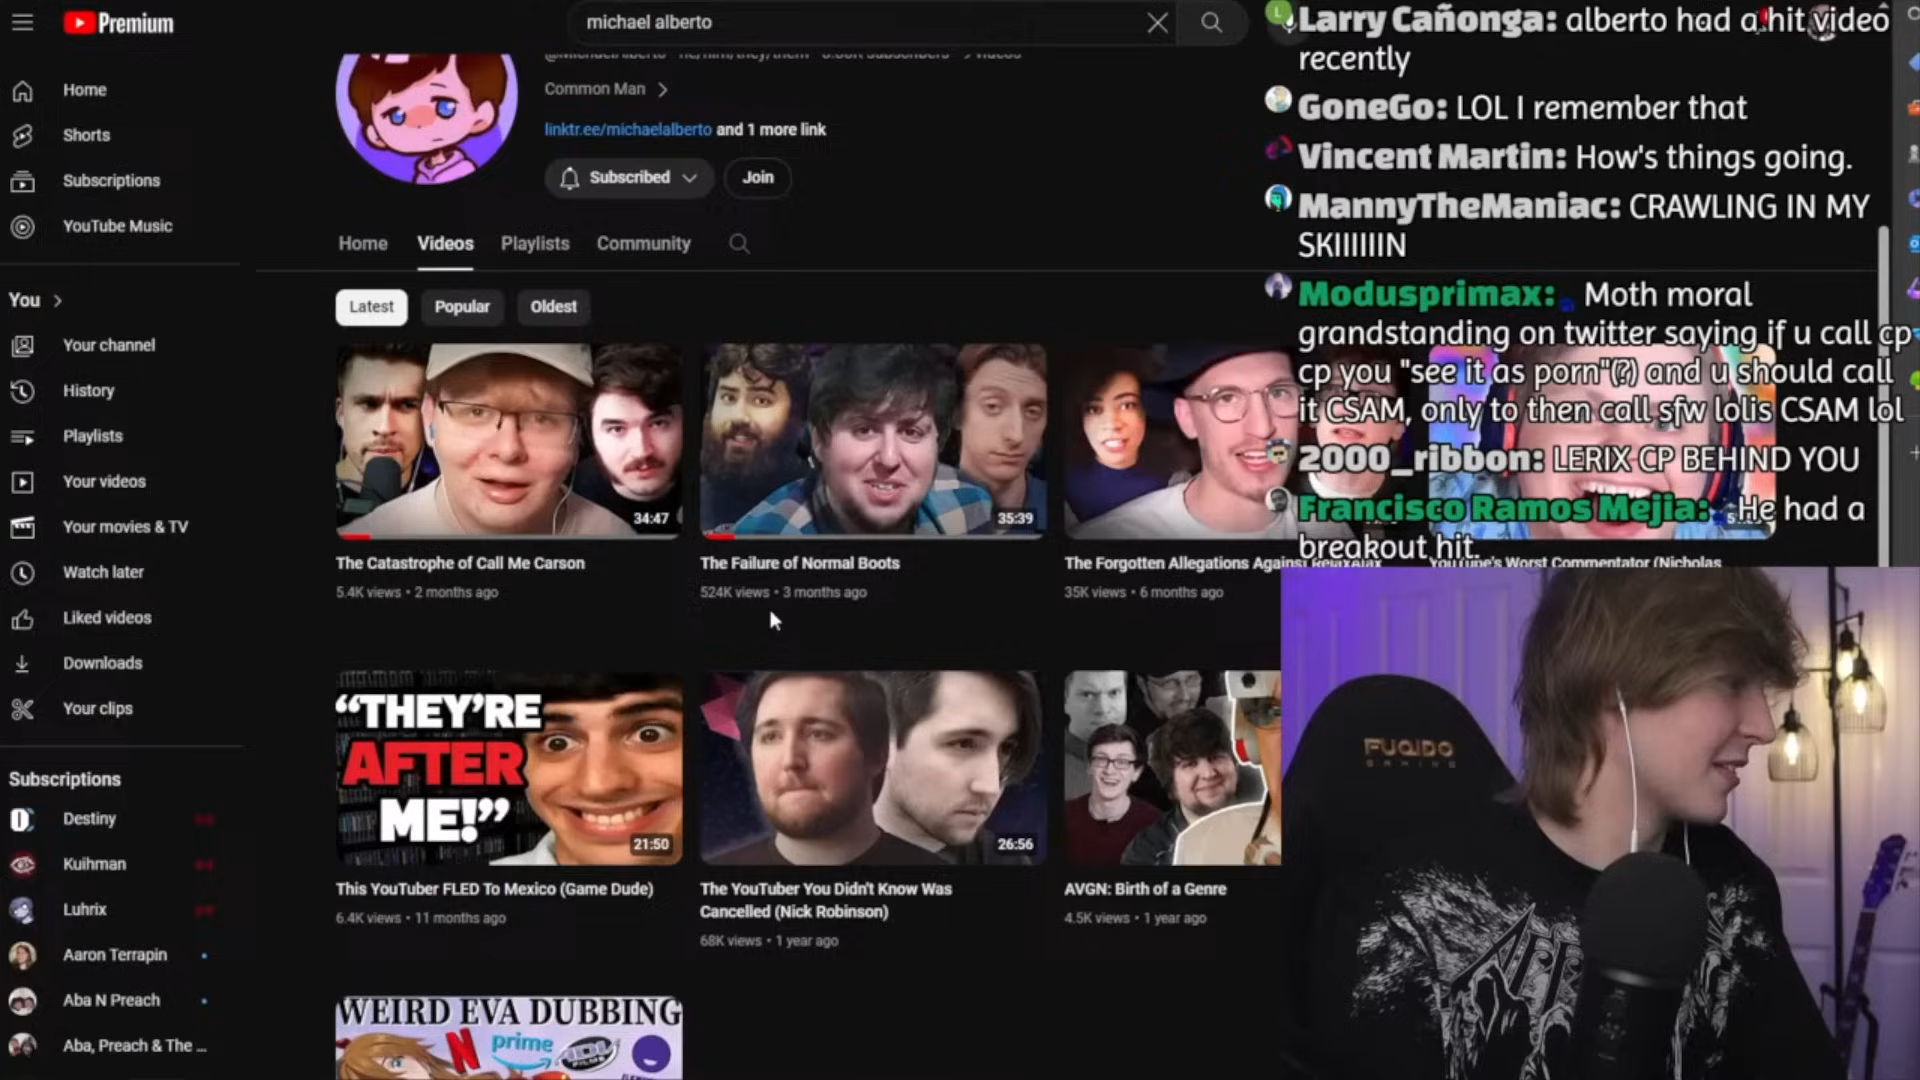 Premium
michael alberto
Home
Shorts
Subscriptions
YouTube Music
You
Your channel
History
Playlists
Your videos
Your movies & TV
Watch later
Liked videos
Downloads
Your clips
Subscriptions
Destiny
Kuihman
Luhrix
Aaron Terrapin
Aba N Preach
Aba, Preach & The ...
Common Man
linktr.ee/michaelalberto and 1 more link
Subscribed
Join
Home Videos Playlists Community
Latest Popular Oldest
34:47
The Catastrophe of Call Me Carson
5.4K views • 2 months ago
35:39
The Failure of Normal Boots
524K views • 3 months ago
The Forgotten Allegations Against
35K views • 6 months ago
YouTube's Worst Commentator (Nicholas
“THEY’RE
AFTER
ME!”
21:50
This YouTuber FLED To Mexico (Game Dude)
6.4K views • 11 months ago
26:56
The YouTuber You Didn't Know Was
Cancelled (Nick Robinson)
68K views • 1 year ago
AVGN: Birth of a Genre
4.5K views • 1 year ago
WEIRD EVA DUBBING
N
prime
L
Larry Cañonga: alberto had a hit video
recently
GoneGo: LOL I remember that
Vincent Martin: How's things going.
MannyTheManiac: CRAWLING IN MY
SKIIIIIIN
Modusprimax: Moth moral
grandstanding on twitter saying if u call cp
cp you "see it as porn"(?) and u should call
it CSAM, only to then call sfw lolis CSAM lol
2000_ribbon: LERIX CP BEHIND YOU
Francisco Ramos Mejia: He had a
breakout hit.
FUQIDO
GAMING